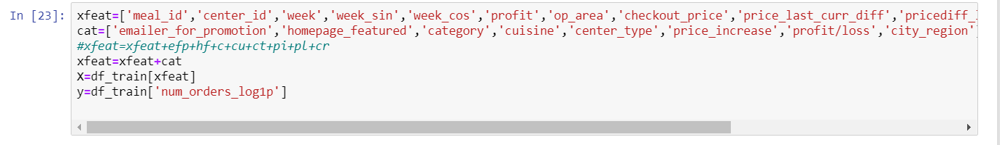 In [23]: xfeat=['meal_id','center_id','week','week_sin','week_cos','profit','op_area','checkout_price','price_last_curr_diff','pricediff_
cat=['emailer_for_promotion','homepage_featured','category','cuisine','center_type','price_increase','profit/loss','city_region'
#xfeat=xfeat+efp+hf+c+cu+ct+pi+pl+cr
xfeat=xfeat+cat
X=df_train[xfeat]
y=df_train['num_orders_log1p']